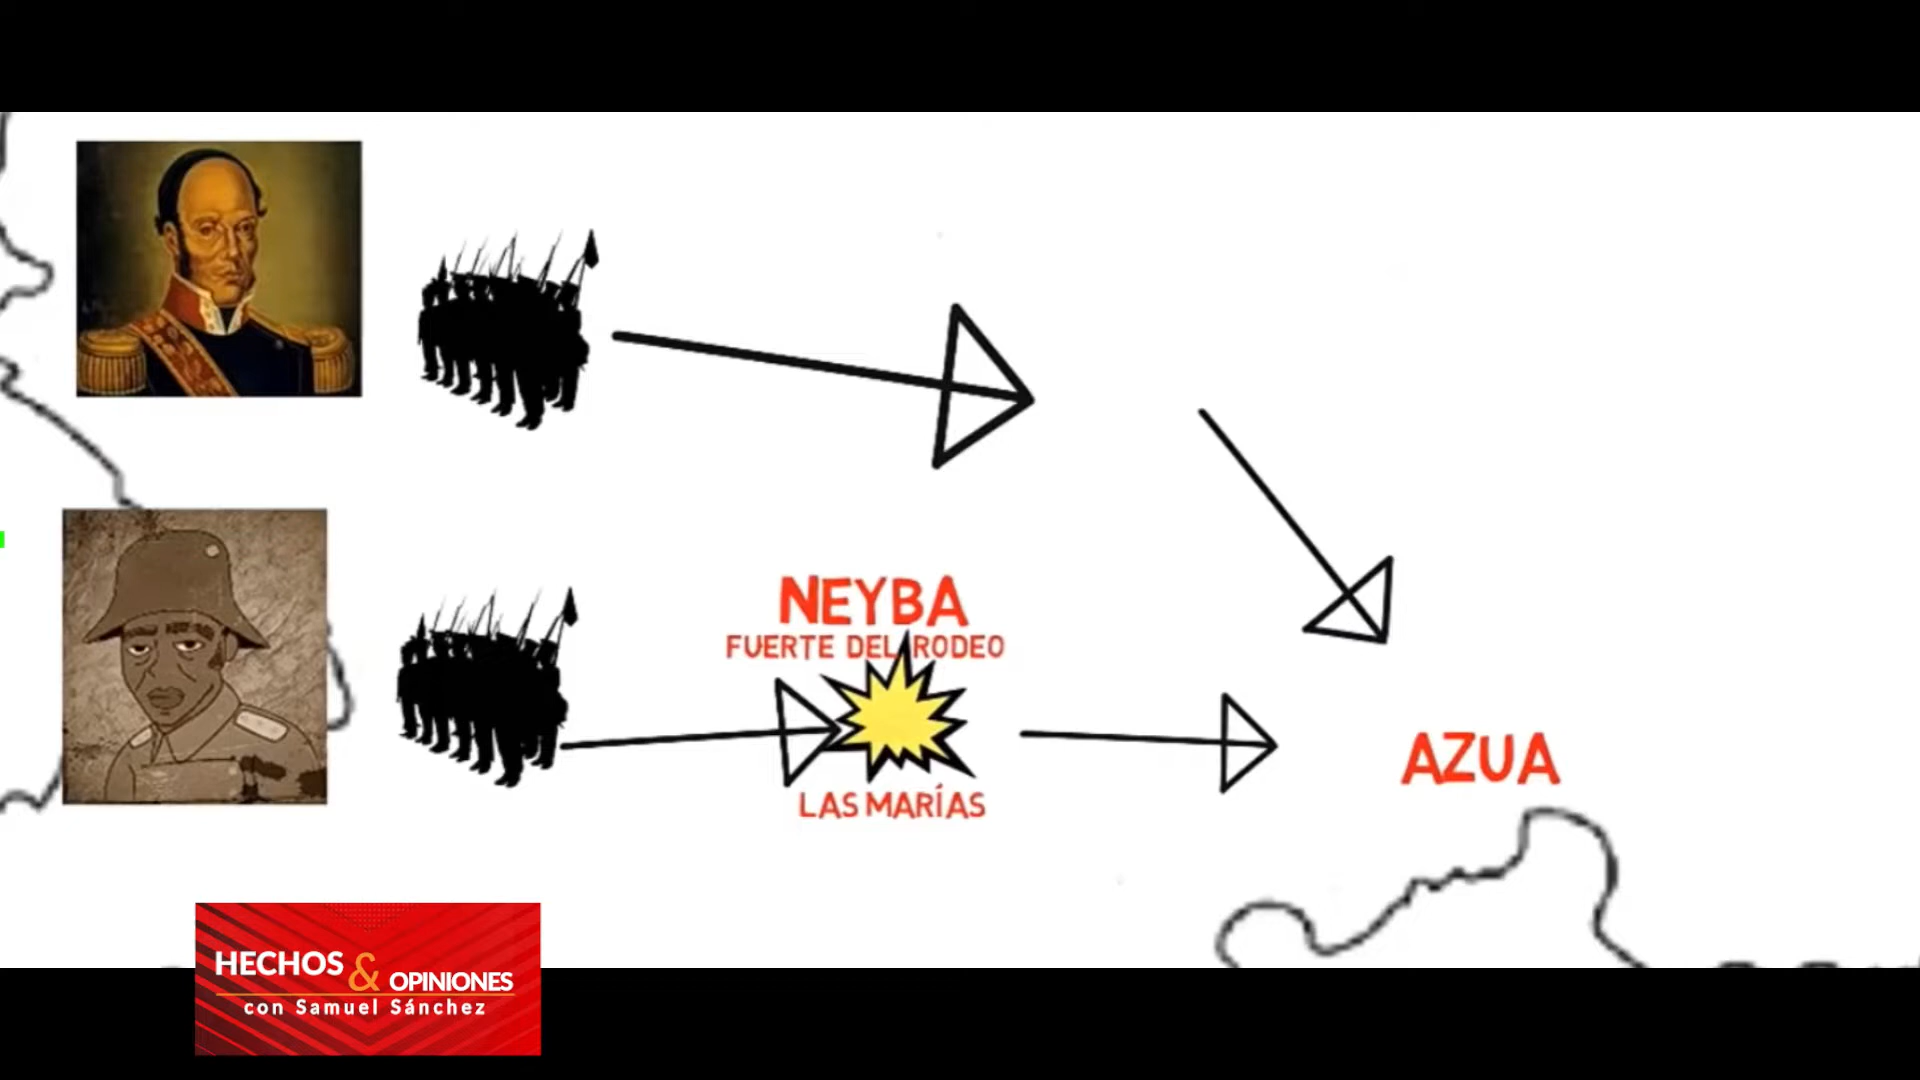 NEYBA
FUERTE DEL RODEO
LAS MARÍAS
AZUA
HECHOS & OPINIONES
con Samuel Sánchez